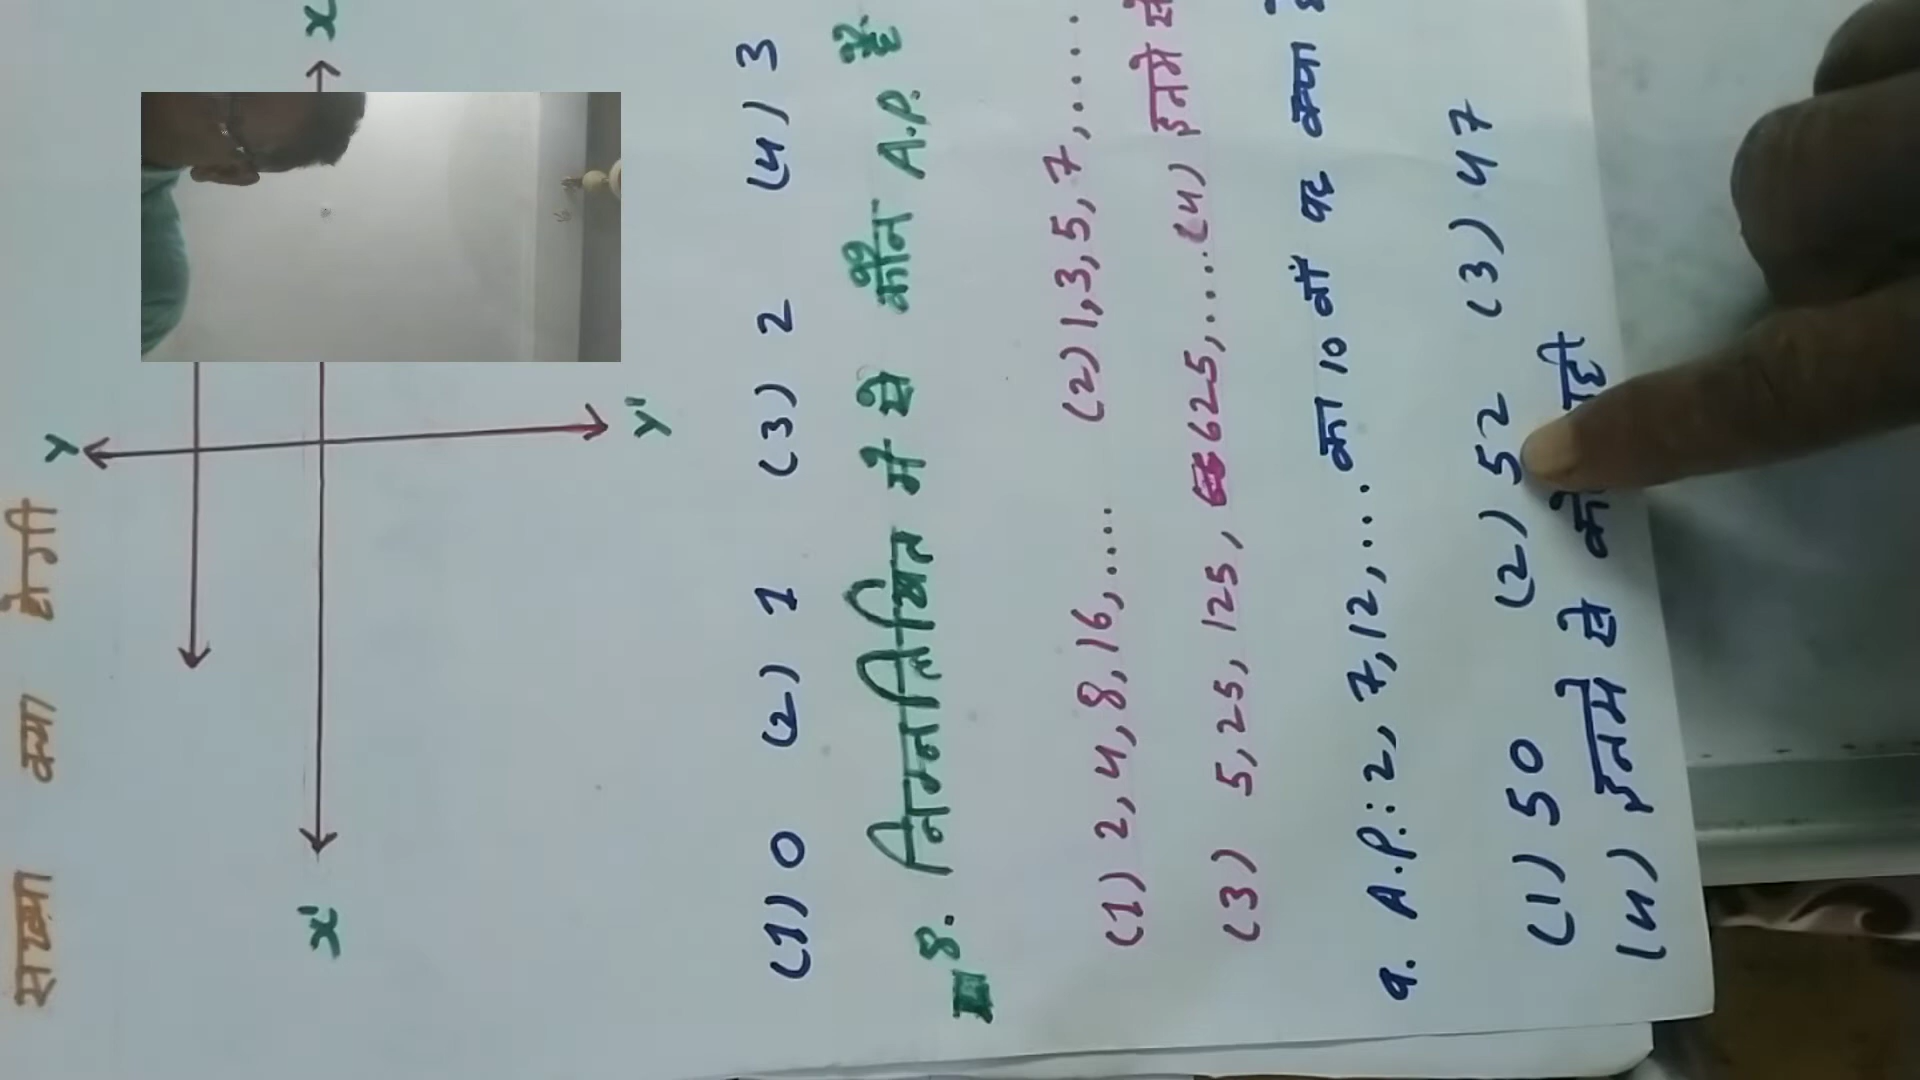 सख्या क्या होगी
y
x
x'
y'
(1) 0 (2) 1 (3) 2 (4) 3
8. निम्नलिखित में से कौन A.P. है
(1) 2, 4, 8, 16, .... (2) 1, 3, 5, 7, .....
(3) 5, 25, 125, 625, .... (4) इनमे से
9. A.P.: 2, 7, 12, .... का 10 वाँ पद क्या है
(1) 50 (2) 52 (3) 47
(4) इनमे से